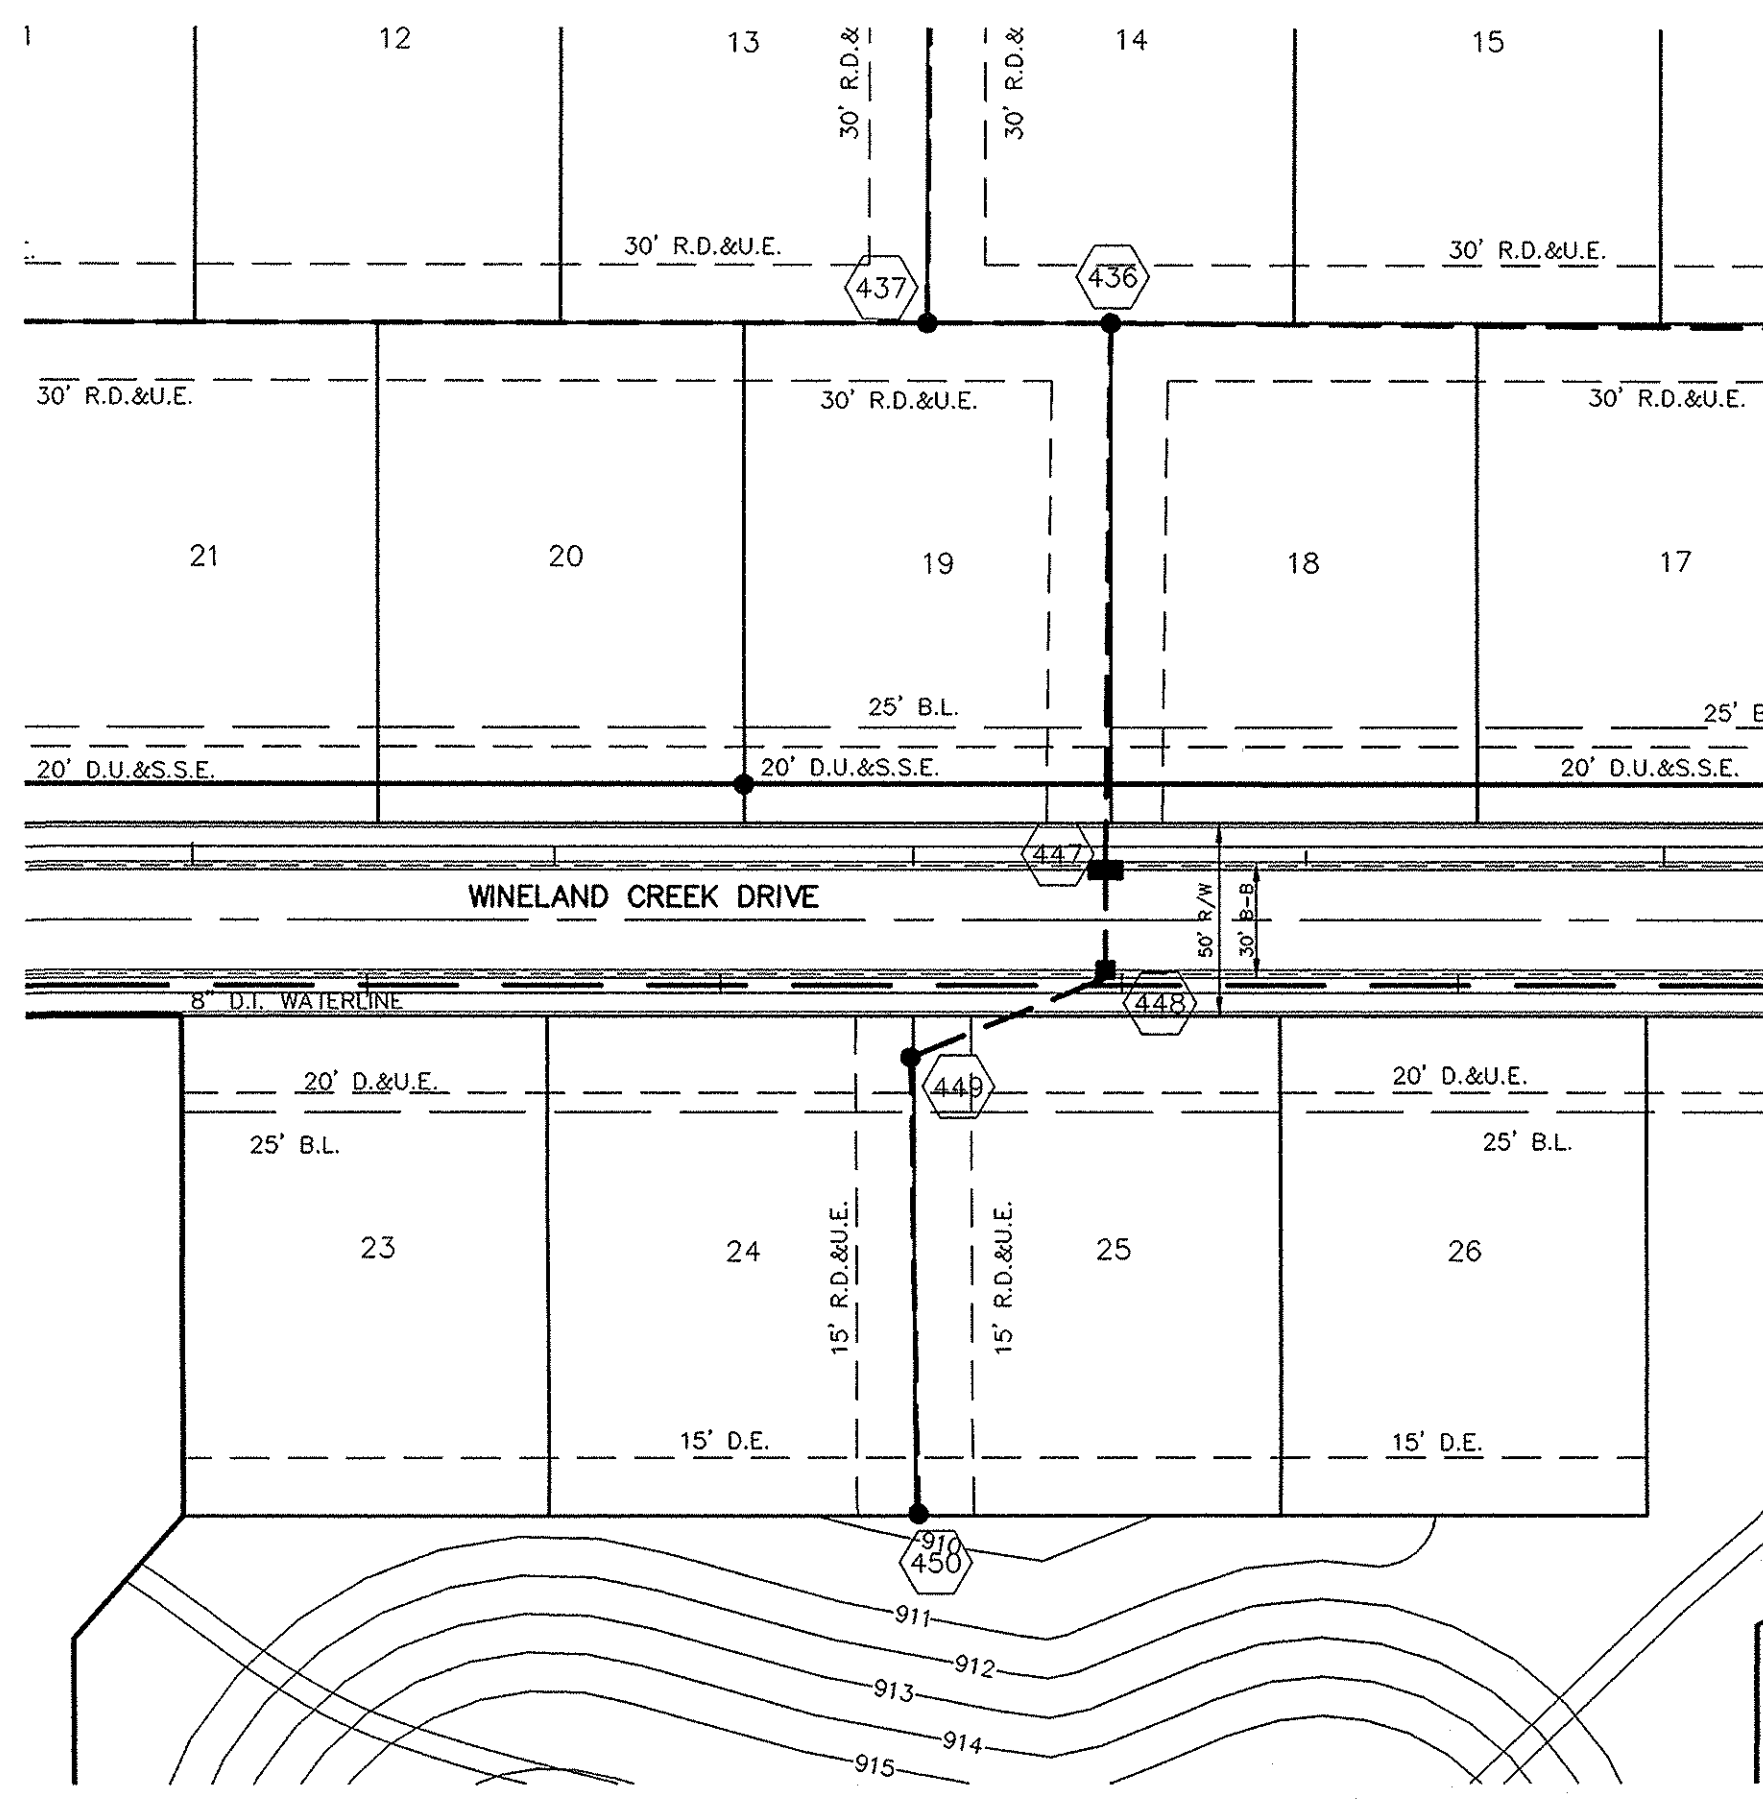 12
13
14
15
30' R.D.&
30' R.D.&
30' R.D.&U.E.
30' R.D.&U.E.
437
436
30' R.D.&U.E.
30' R.D.&U.E.
30' R.D.&U.E.
21
20
19
18
17
25' B.L.
25' B
20' D.U.&S.S.E.
20' D.U.&S.S.E.
20' D.U.&S.S.E.
447
WINELAND CREEK DRIVE
50' R/W
30' B-B
8" D.I. WATERLINE
448
449
20' D.&U.E.
20' D.&U.E.
25' B.L.
25' B.L.
23
24
25
26
15' R.D.&U.E.
15' R.D.&U.E.
15' D.E.
15' D.E.
910
450
911
912
913
914
915